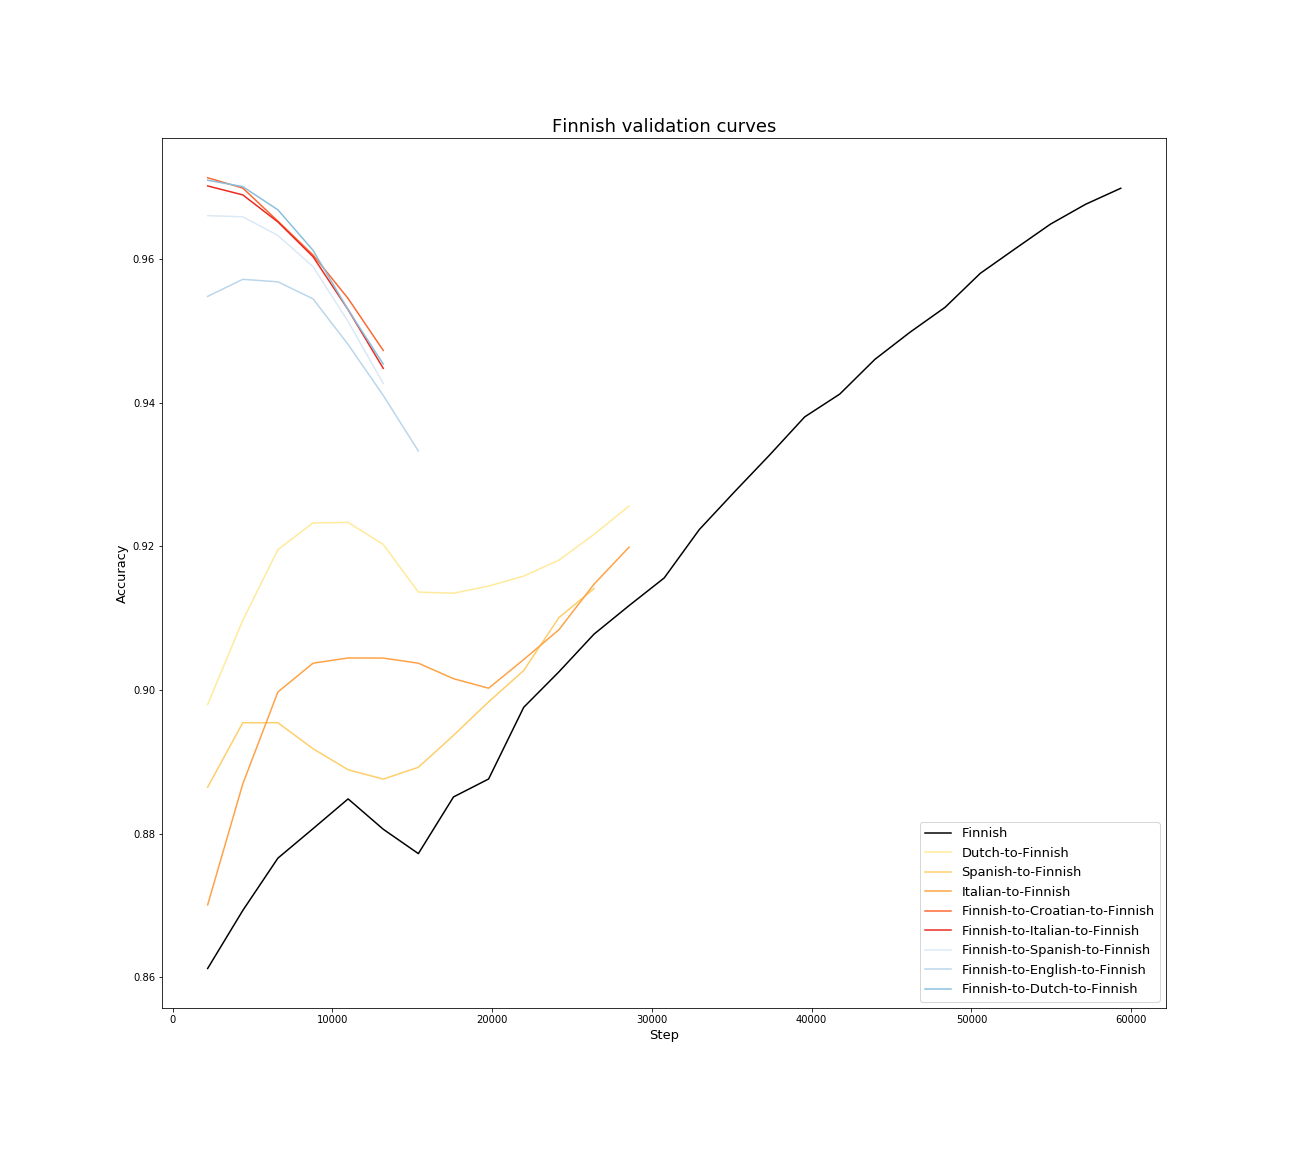 Finnish validation curves
0.96
0.94
0.92
0.90
0.88
0.86
Accuracy
Finnish
Dutch-to-Finnish
Spanish-to-Finnish
Italian-to-Finnish
Finnish-to-Croatian-to-Finnish
Finnish-to-Italian-to-Finnish
Finnish-to-Spanish-to-Finnish
Finnish-to-English-to-Finnish
Finnish-to-Dutch-to-Finnish
0 10000 20000 30000 40000 50000 60000
Step